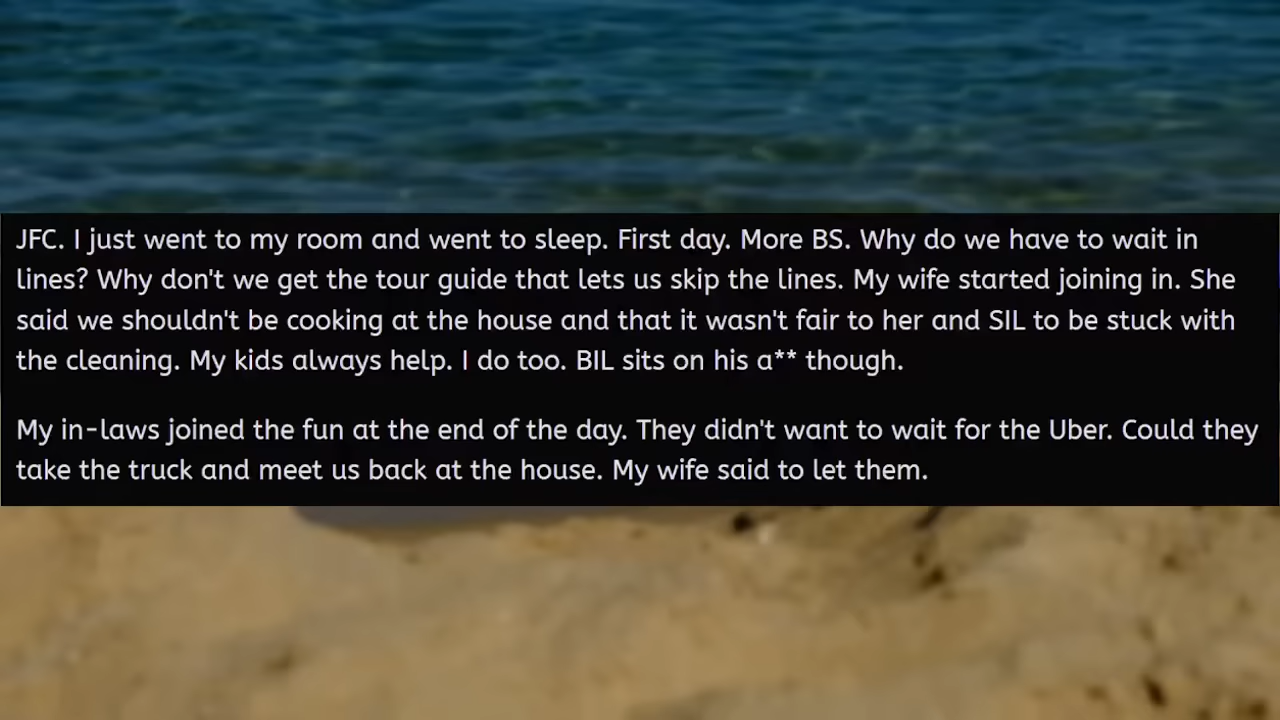 JFC. I just went to my room and went to sleep. First day. More BS. Why do we have to wait in
lines? Why don't we get the tour guide that lets us skip the lines. My wife started joining in. She
said we shouldn't be cooking at the house and that it wasn't fair to her and SIL to be stuck with
the cleaning. My kids always help. I do too. BIL sits on his a** though.
My in-laws joined the fun at the end of the day. They didn't want to wait for the Uber. Could they
take the truck and meet us back at the house. My wife said to let them.